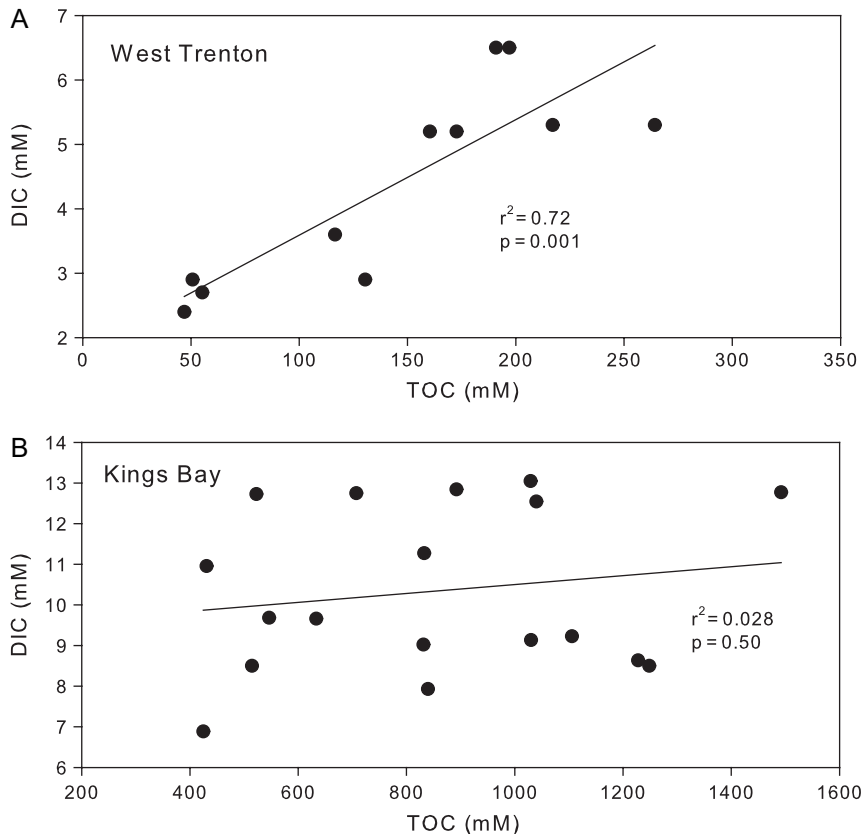 A
West Trenton
DIC (mM)
7
6
5
4
3
2
r²= 0.72
p = 0.001
0 50 100 150 200 250 300 350
TOC (mM)
B
Kings Bay
DIC (mM)
14
13
12
11
10
9
8
7
6
r²= 0.028
p = 0.50
200 400 600 800 1000 1200 1400 1600
TOC (mM)